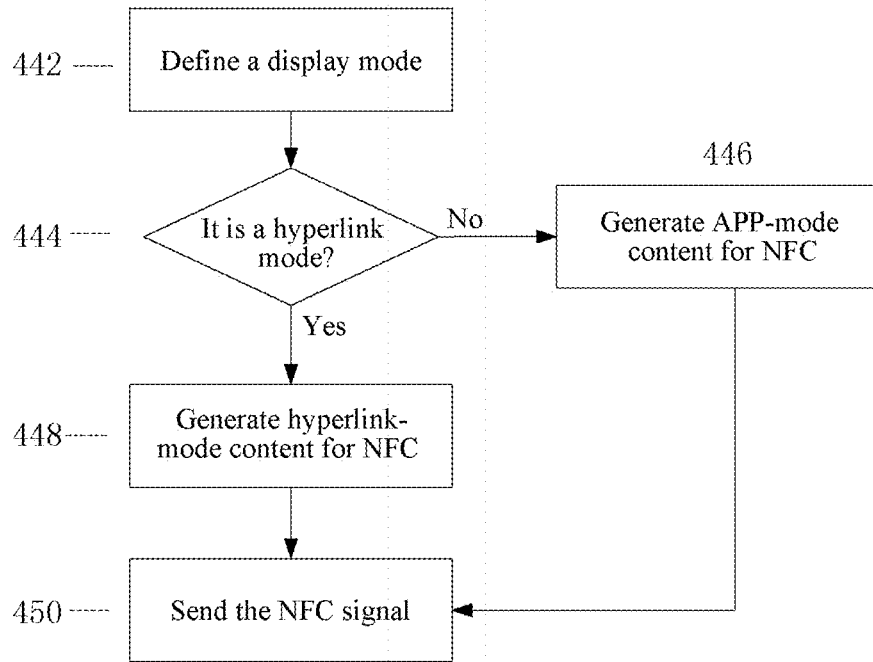 442
Define a display mode
446
444
It is a hyperlink
mode?
No
Generate APP-mode
content for NFC
Yes
448
Generate hyperlink-
mode content for NFC
450
Send the NFC signal